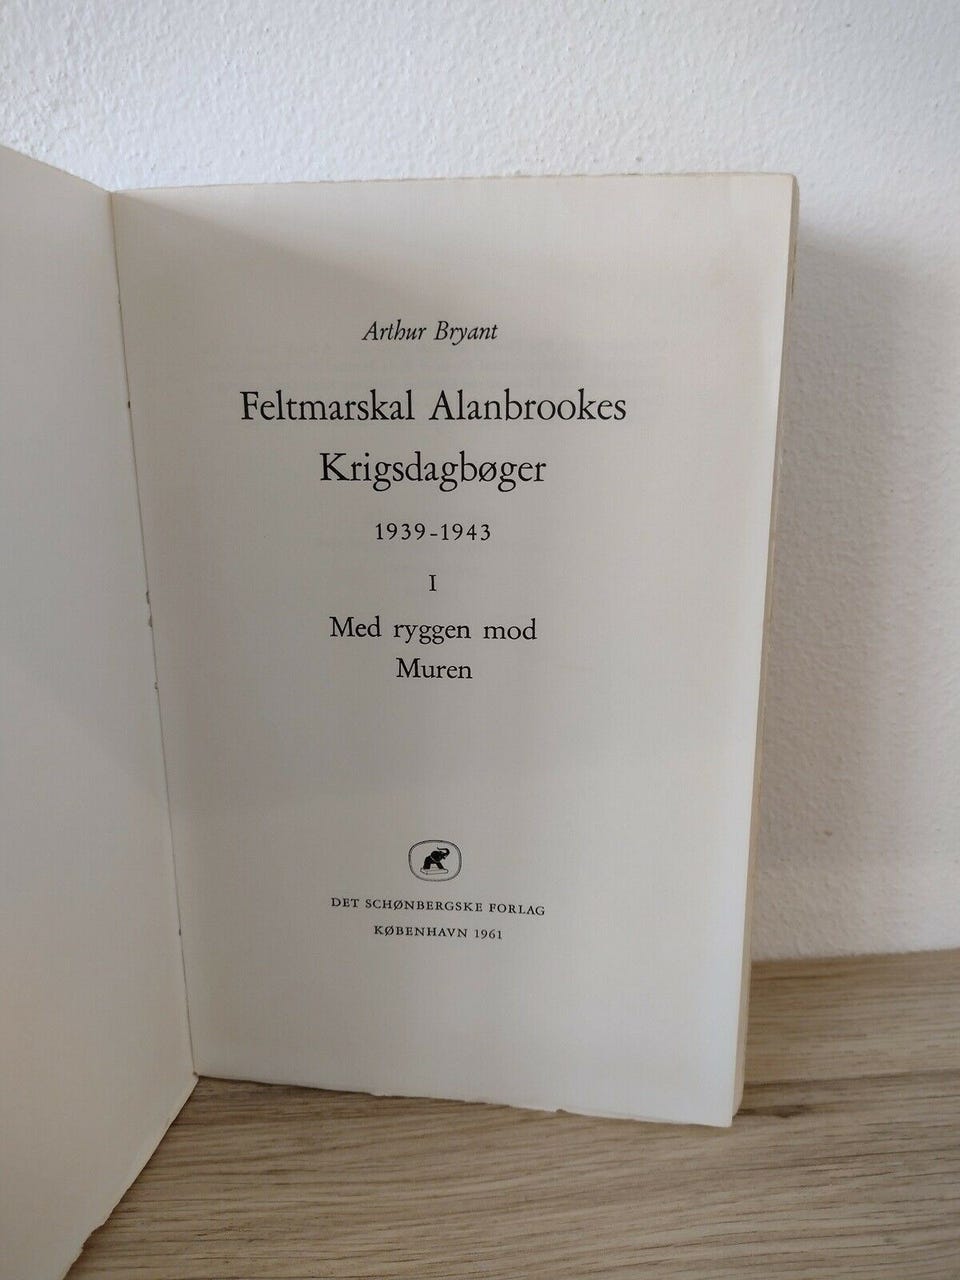 Arthur Bryant
Feltmarskal Alanbrookes
Krigsdagbøger
1939-1943
I
Med ryggen mod
Muren
DET SCHØNBERGSKE FORLAG
KØBENHAVN 1961